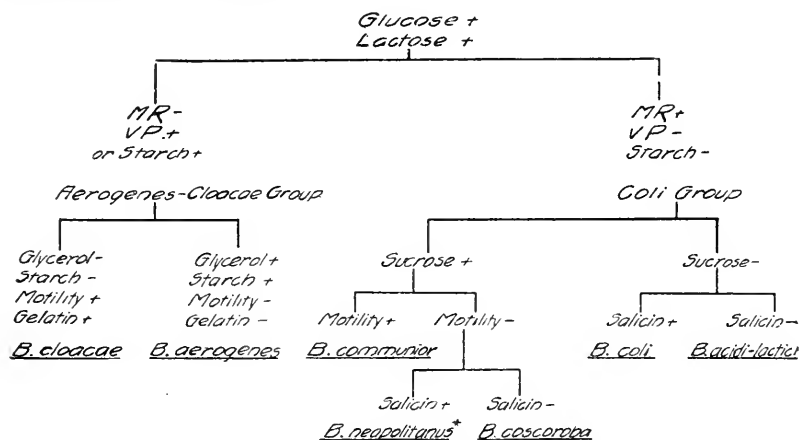 Glucose +
Lactose +
MR-
VP.+
or Starch+
MR+
VP-
Starch-
Aerogenes-Cloacae Group
Coli Group
Glycerol-
Starch -
Motility +
Gelatin +
B. cloacae
Glycerol+
Starch +
Motility -
Gelatin -
B. aerogenes
Sucrose +
Sucrose-
Motility+
B. communior
Motility-
Salicin +
B. coli
Salicin -
B. acidi-lactici
Salicin +
B. neapolitanus*
Salicin -
B. coscoroba